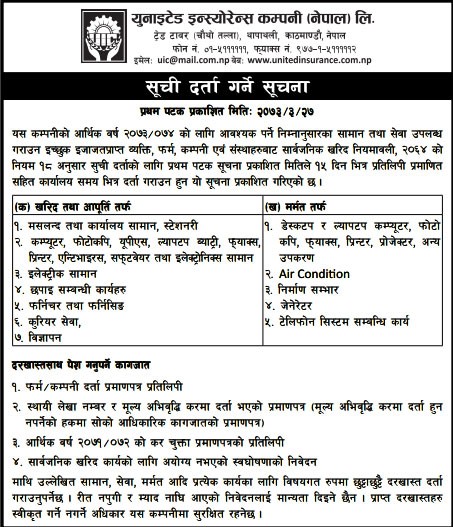 युनाइटेड इन्स्योरेन्स कम्पनी (नेपाल) लि.
ट्रेड टावर (चौथो तल्ला), थापाथली, काठमाण्डौ, नेपाल
फोन नं. ०१-५१११११११, फ्याक्स नं. ९७७-१-५१११११२
इमेलः uic@mail.com.np वेबः www.unitedinsurance.com.np
सूची दर्ता गर्ने सूचना
प्रथम पटक प्रकाशित मितिः २०७३/३/२७
यस कम्पनीको आर्थिक वर्ष २०७३/०७४ को लागि आवश्यक पर्ने निम्नानुसारका सामान तथा सेवा उपलब्ध
गराउन इच्छुक इजाजतप्राप्त व्यक्ति, फर्म, कम्पनी एवं संस्थाहरुबाट सार्वजनिक खरिद नियमावली, २०६४ को
नियम १८ अनुसार सुची दर्ताको लागि प्रथम पटक सूचना प्रकाशित मितिले १५ दिन भित्र प्रतिलिपी प्रमाणित
सहित कार्यालय समय भित्र दर्ता गराउन हुन यो सूचना प्रकाशित गरिएको छ ।
(क) खरिद तथा आपूर्ति तर्फ
१. मसलन्द तथा कार्यालय सामान, स्टेशनरी
२. कम्प्युटर, फोटोकपि, यूपीएस, ल्यापटप ब्याट्री, फ्याक्स,
प्रिन्टर, एन्टिभाइरस, सफ्टवेयर तथा इलेक्ट्रोनिक्स सामान
३. इलेक्ट्रीक सामान
४. छपाइ सम्बन्धी कार्यहरु
५. फर्निचर तथा फर्निसिङ
६. कुरियर सेवा,
७. विज्ञापन
(ख) मर्मत तर्फ
१. डेस्कटप र ल्यापटप कम्प्युटर, फोटो
कपि, फ्याक्स, प्रिन्टर, प्रोजेक्टर, अन्य
उपकरण
२. Air Condition
३. निर्माण सम्भार
४. जेनेरेटर
५. टेलिफोन सिस्टम सम्बन्धि कार्य
दरखास्तसाथ पेश गनुपर्ने कागजात
१. फर्म/कम्पनी दर्ता प्रमाणपत्र प्रतिलिपी
२. स्थायी लेखा नम्बर र मूल्य अभिवृद्धि करमा दर्ता भएको प्रमाणपत्र (मूल्य अभिवृद्धि करमा दर्ता हुन
नपर्नेको हकमा सोको आधिकारिक कागजातको प्रमाणपत्र)
३. आर्थिक वर्ष २०७१/०७२ को कर चुक्ता प्रमाणपत्रको प्रतिलिपी
४. सार्वजनिक खरिद कार्यको लागि अयोग्य नभएको स्वघोषणाको निवेदन
माथि उल्लेखित सामान, सेवा, मर्मत आदि प्रत्येक कार्यका लागि विषयगत रुपमा छुट्टाछुट्टै दरखास्त दर्ता
गराउनुपर्नेछ । रीत नपुगी र म्याद नाघि आएको निवेदनलाई मान्यता दिइने छैन । प्राप्त दरखास्तहरु
स्वीकृत गर्ने नगर्ने अधिकार यस कम्पनीमा सुरक्षित रहनेछ ।